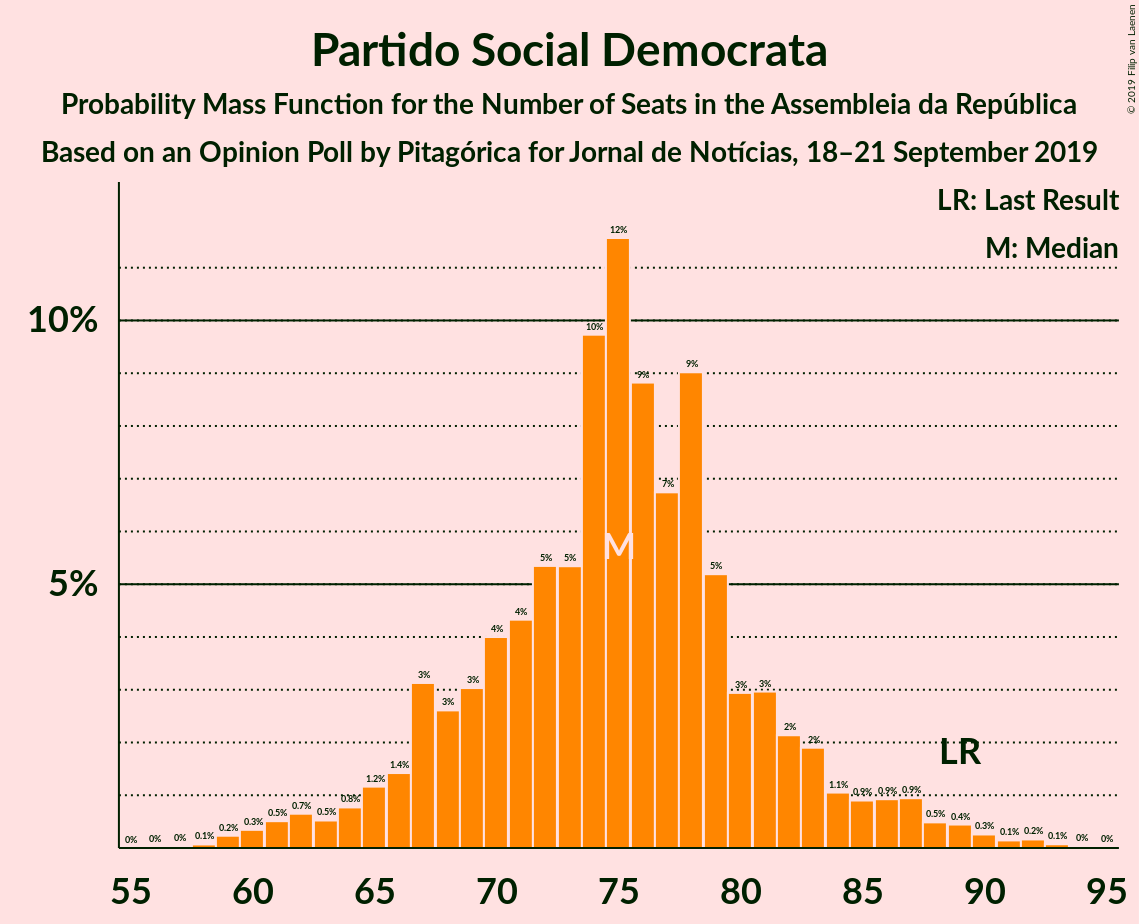 Partido Social Democrata
Probability Mass Function for the Number of Seats in the Assembleia da República
Based on an Opinion Poll by Pitagórica for Jornal de Notícias, 18–21 September 2019
© 2019 Filip van Laenen
LR: Last Result
M: Median
10%
5%
0% 0% 0% 0.1% 0.2% 0.3% 0.5% 0.7% 0.5% 0.8% 1.2% 1.4% 3% 3% 3% 4% 4% 5% 5% 10% 12% 9% 7% 9% 5% 3% 3% 2% 2% 1.1% 0.9% 0.9% 0.9% 0.5% 0.4% 0.3% 0.1% 0.2% 0.1% 0% 0%
M
LR
55 60 65 70 75 80 85 90 95